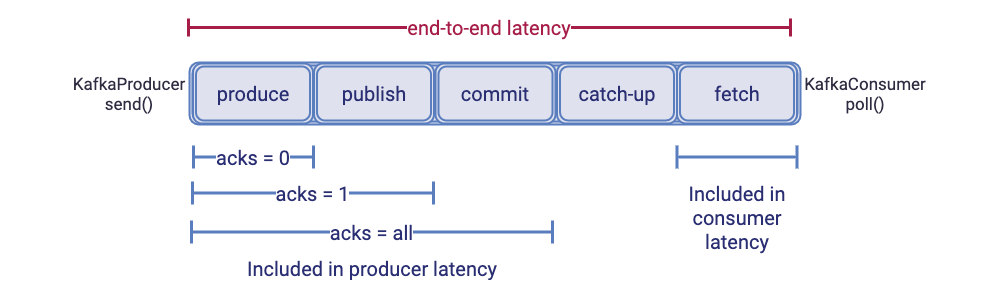 end-to-end latency
KafkaProducer
send()
produce
publish
commit
catch-up
fetch
KafkaConsumer
poll()
acks = 0
acks = 1
acks = all
Included in producer latency
Included in
consumer
latency